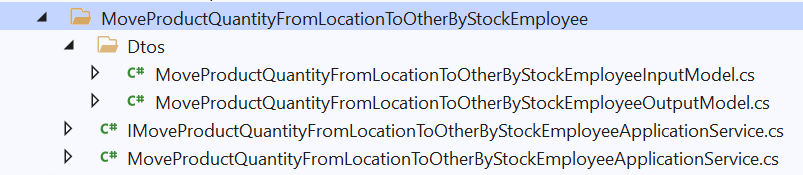 MoveProductQuantityFromLocationToOtherByStockEmployee
Dtos
C# MoveProductQuantityFromLocationToOtherByStockEmployeeInputModel.cs
C# MoveProductQuantityFromLocationToOtherByStockEmployeeOutputModel.cs
C# IMoveProductQuantityFromLocationToOtherByStockEmployeeApplicationService.cs
C# MoveProductQuantityFromLocationToOtherByStockEmployeeApplicationService.cs